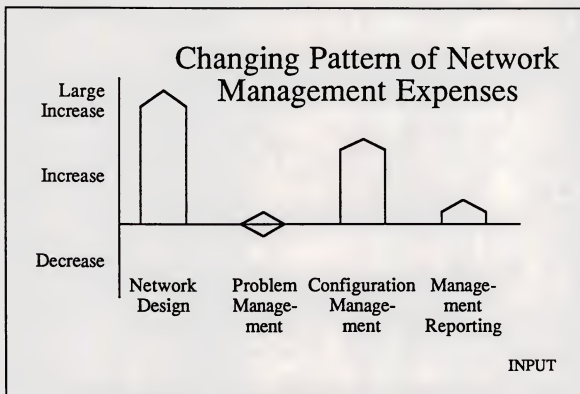 Changing Pattern of Network
Management Expenses
Large
Increase
Increase
Decrease
Network
Design
Problem
Manage-
ment
Configuration
Manage-
ment
Manage-
ment
Reporting
INPUT